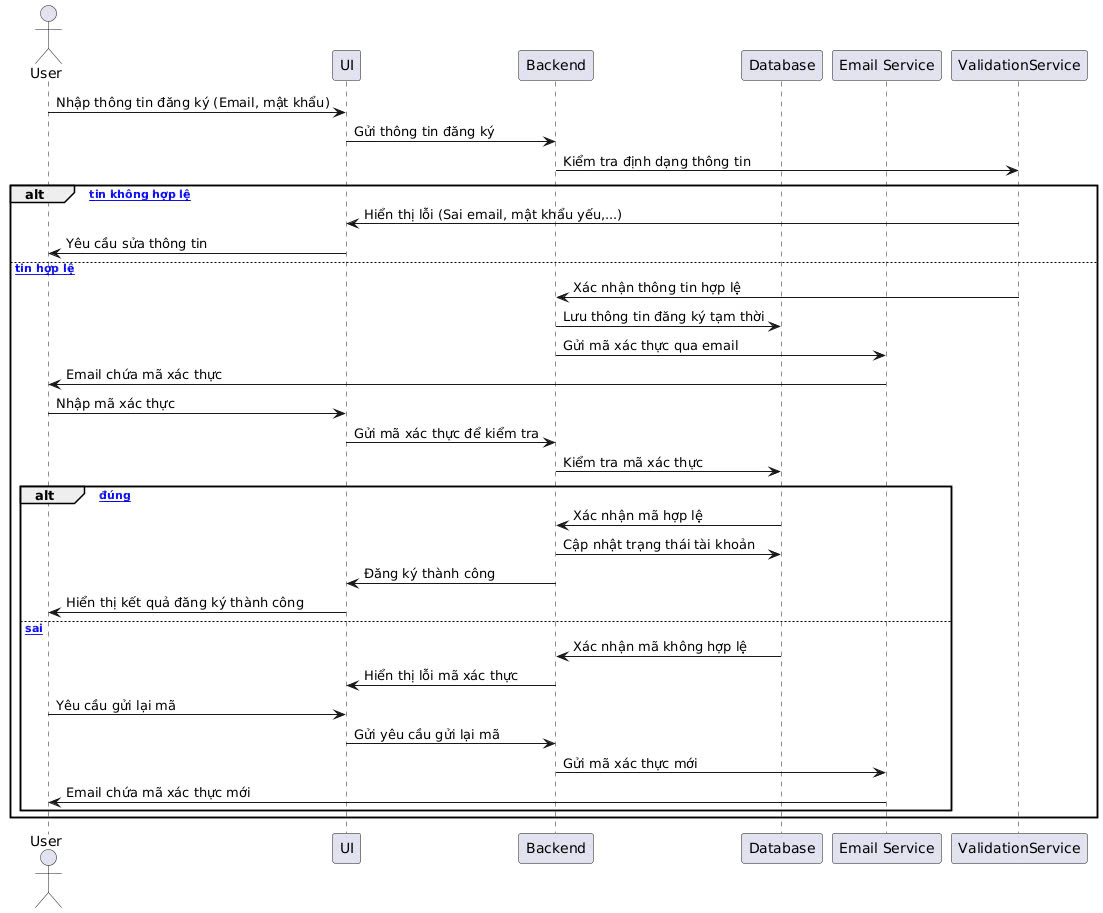 User
UI
Backend
Database
Email Service
ValidationService
Nhập thông tin đăng ký (Email, mật khẩu)
Gửi thông tin đăng ký
Kiểm tra định dạng thông tin
alt
tin không hợp lệ
Hiển thị lỗi (Sai email, mật khẩu yếu,...)
Yêu cầu sửa thông tin
tin hợp lệ
Xác nhận thông tin hợp lệ
Lưu thông tin đăng ký tạm thời
Gửi mã xác thực qua email
Email chứa mã xác thực
Nhập mã xác thực
Gửi mã xác thực để kiểm tra
Kiểm tra mã xác thực
alt
đúng
Xác nhận mã hợp lệ
Cập nhật trạng thái tài khoản
Đăng ký thành công
Hiển thị kết quả đăng ký thành công
sai
Xác nhận mã không hợp lệ
Hiển thị lỗi mã xác thực
Yêu cầu gửi lại mã
Gửi yêu cầu gửi lại mã
Gửi mã xác thực mới
Email chứa mã xác thực mới
User
UI
Backend
Database
Email Service
ValidationService